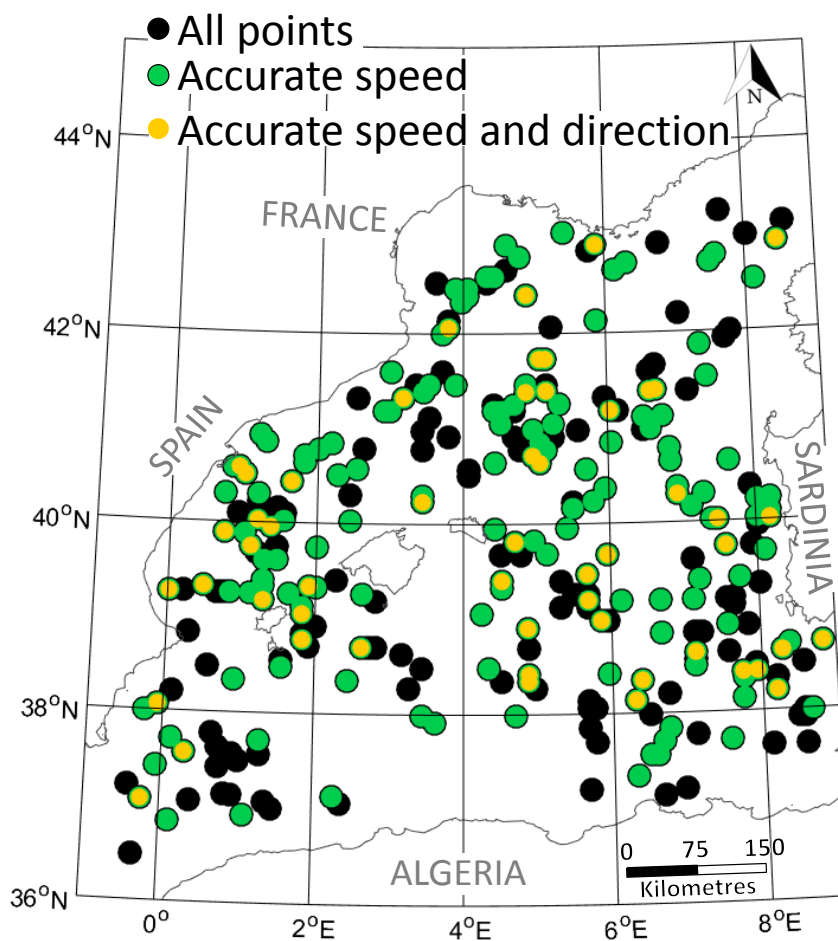 All points
Accurate speed
Accurate speed and direction
N
44°N
FRANCE
42°N
SPAIN
SARDINIA
40°N
38°N
ALGERIA
0 75 150
Kilometres
36°N
0° 2°E 4°E 6°E 8°E